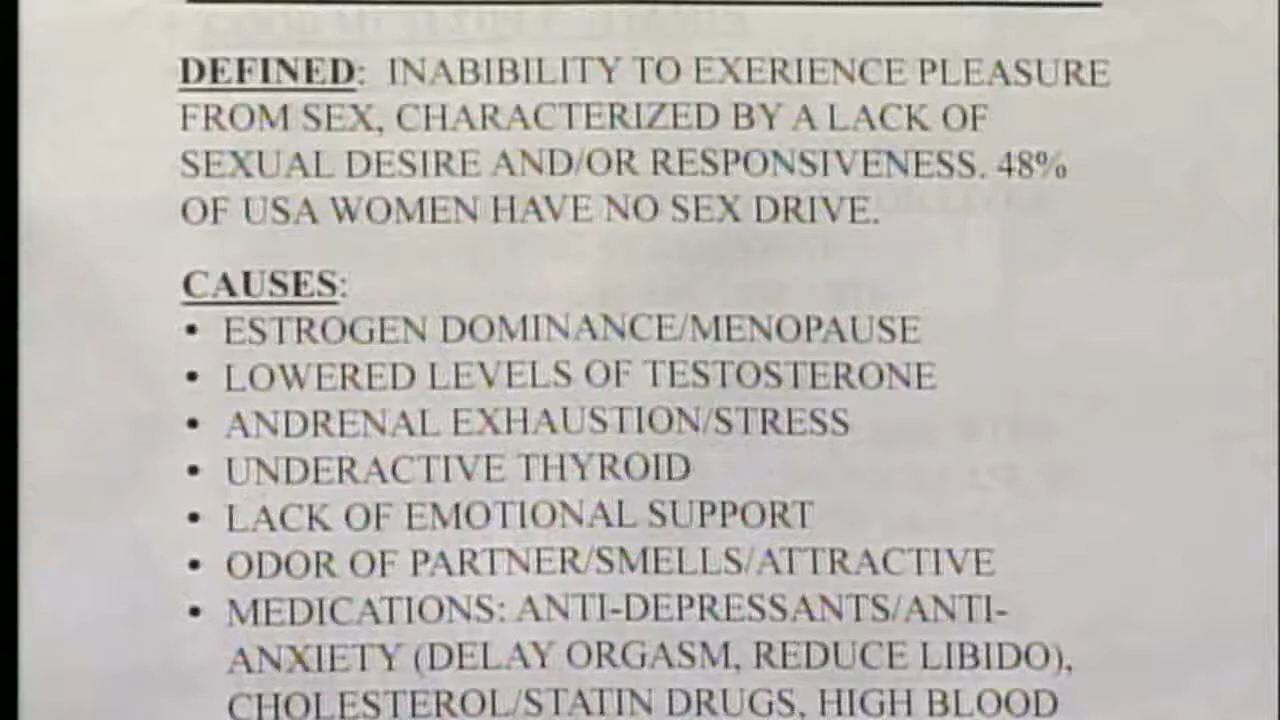 DEFINED: INABIBILITY TO EXERIENCE PLEASURE
FROM SEX, CHARACTERIZED BY A LACK OF
SEXUAL DESIRE AND/OR RESPONSIVENESS. 48%
OF USA WOMEN HAVE NO SEX DRIVE.
CAUSES:
• ESTROGEN DOMINANCE/MENOPAUSE
• LOWERED LEVELS OF TESTOSTERONE
• ANDRENAL EXHAUSTION/STRESS
• UNDERACTIVE THYROID
• LACK OF EMOTIONAL SUPPORT
• ODOR OF PARTNER/SMELLS/ATTRACTIVE
• MEDICATIONS: ANTI-DEPRESSANTS/ANTI-
ANXIETY (DELAY ORGASM, REDUCE LIBIDO),
CHOLESTEROL/STATIN DRUGS, HIGH BLOOD